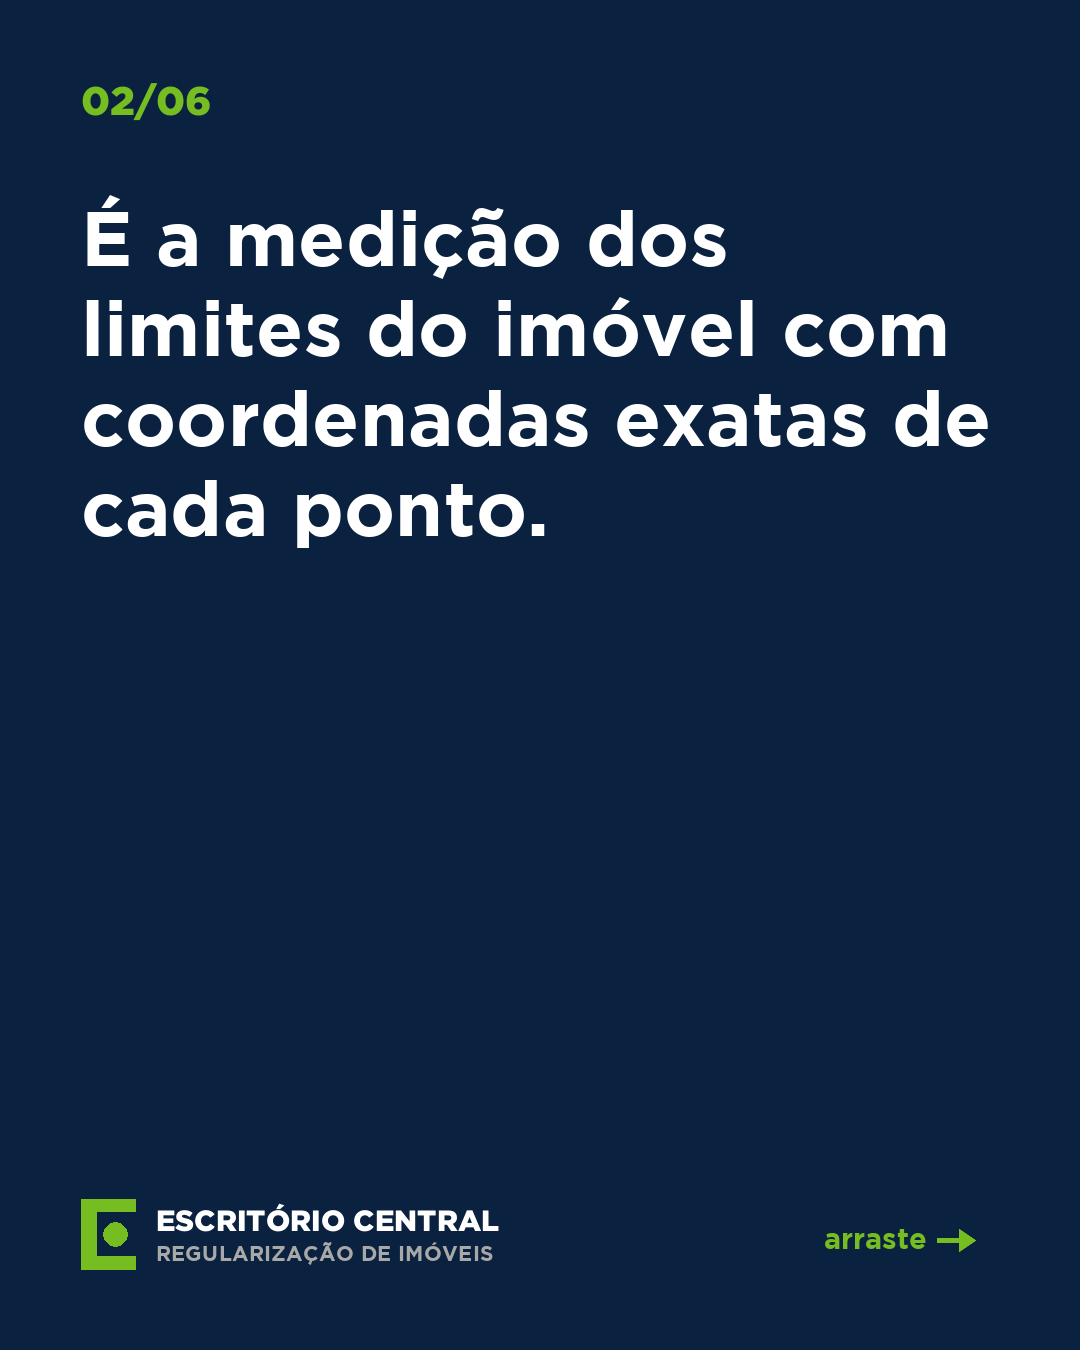 02/06
É a medição dos
limites do imóvel com
coordenadas exatas de
cada ponto.
ESCRITÓRIO CENTRAL
REGULARIZAÇÃO DE IMÓVEIS
arraste